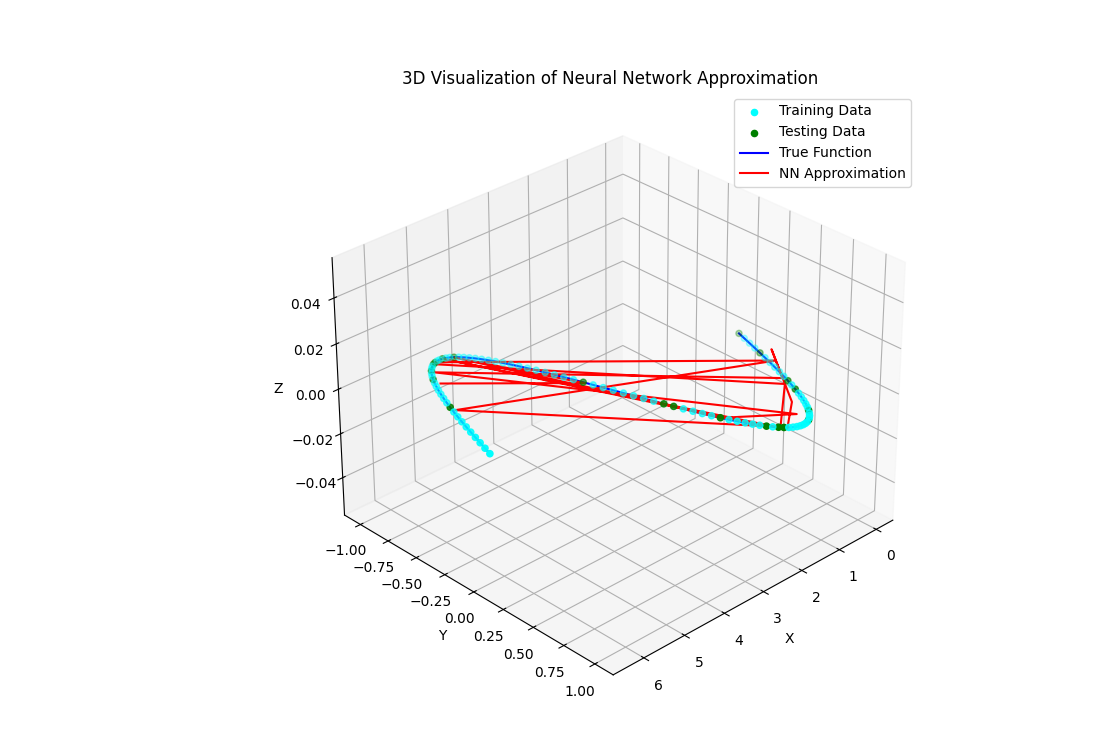 3D Visualization of Neural Network Approximation
Training Data
Testing Data
True Function
NN Approximation
0.04
0.02
0.00
−0.02
−0.04
Z
−1.00
−0.75
−0.50
−0.25
0.00
0.25
0.50
0.75
1.00
Y
0
1
2
3
4
5
6
X